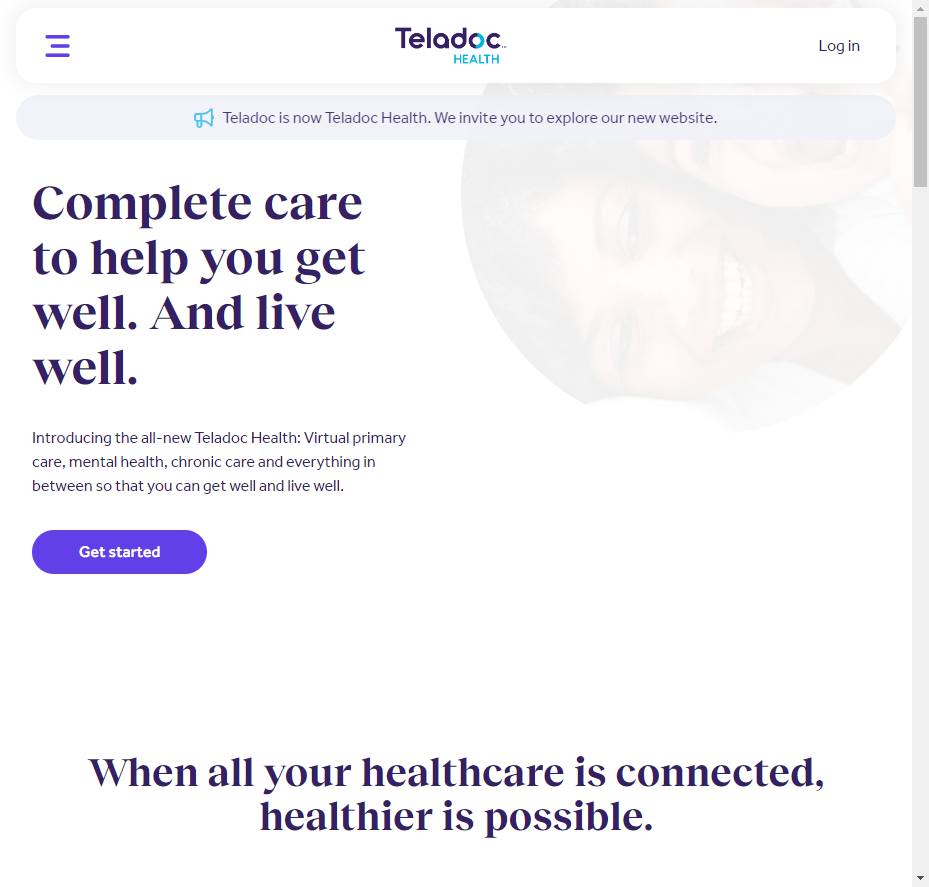 Teladoc™
HEALTH
Log in
Teladoc is now Teladoc Health. We invite you to explore our new website.
Complete care
to help you get
well. And live
well.
Introducing the all-new Teladoc Health: Virtual primary
care, mental health, chronic care and everything in
between so that you can get well and live well.
Get started
When all your healthcare is connected,
healthier is possible.